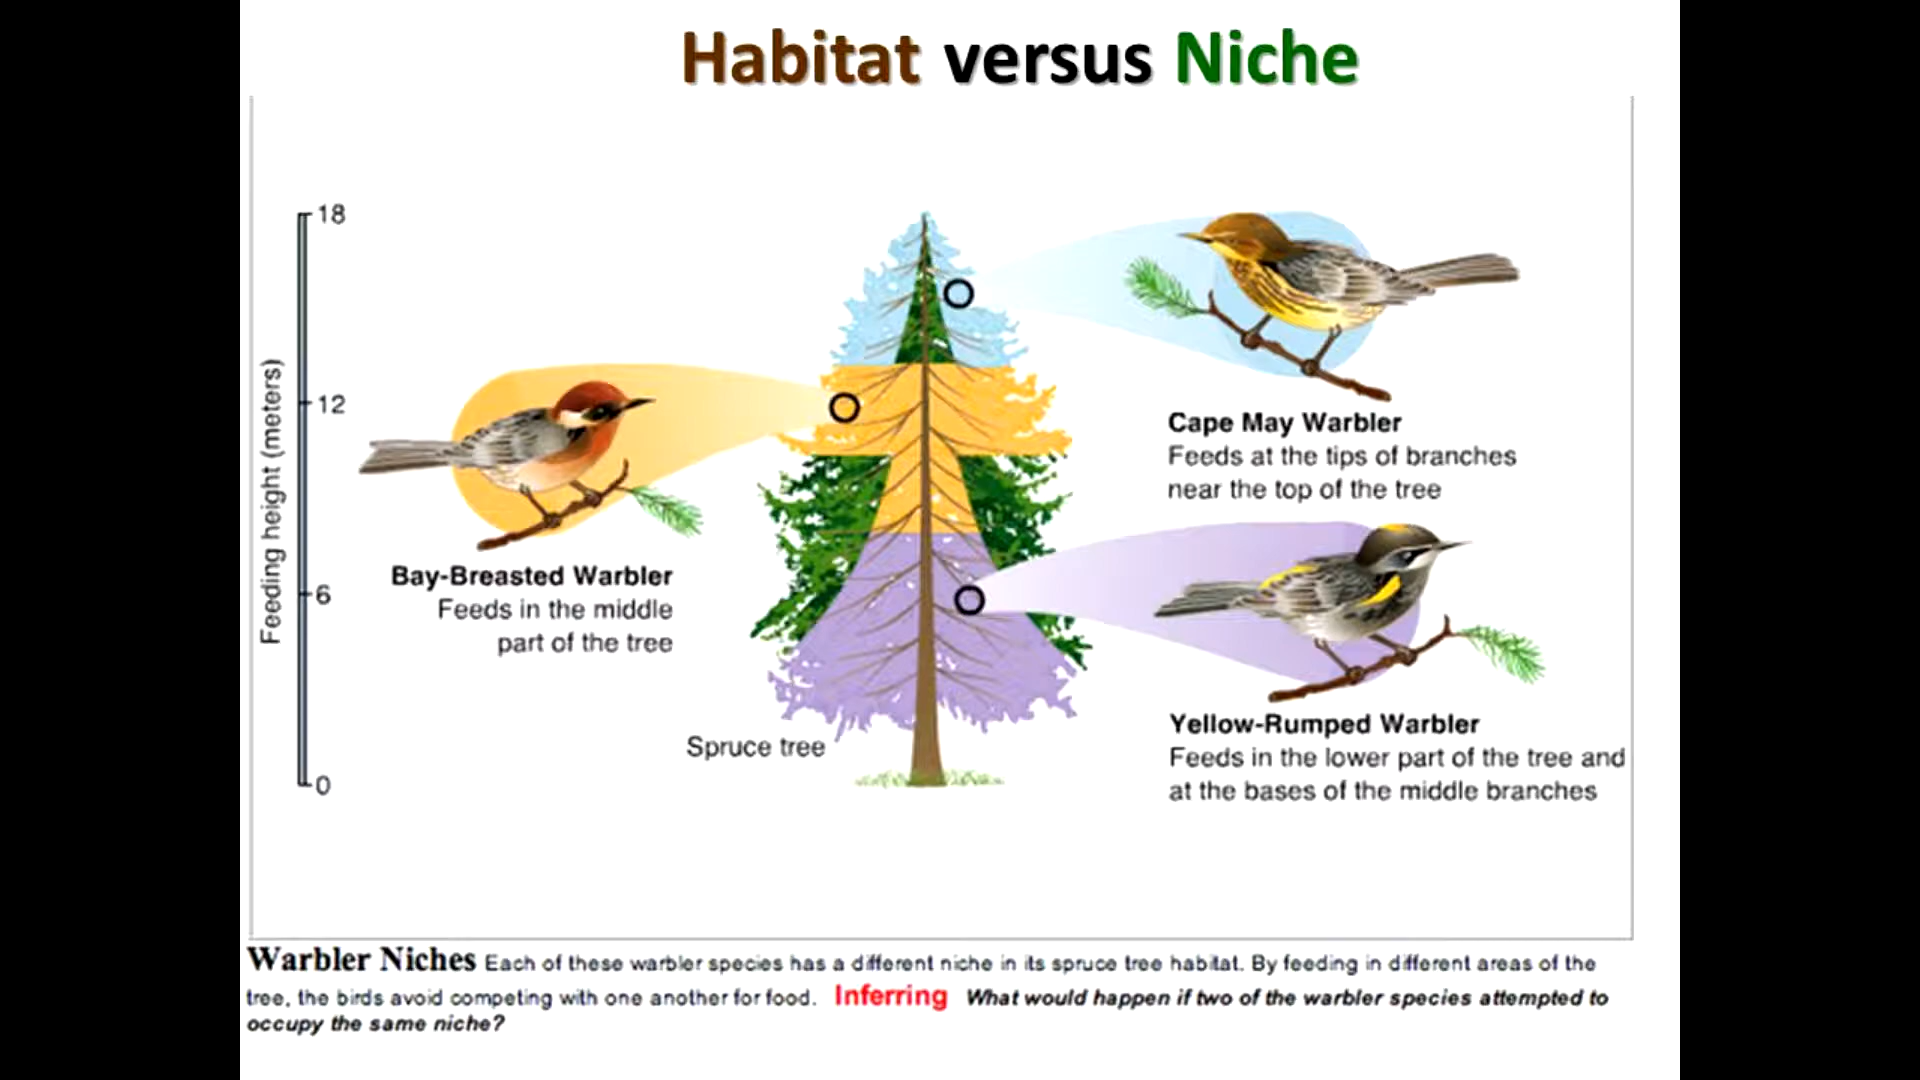 Habitat versus Niche
18
12
6
0
Feeding height (meters)
Cape May Warbler
Feeds at the tips of branches
near the top of the tree
Bay-Breasted Warbler
Feeds in the middle
part of the tree
Yellow-Rumped Warbler
Feeds in the lower part of the tree and
at the bases of the middle branches
Spruce tree
Warbler Niches Each of these warbler species has a different niche in its spruce tree habitat. By feeding in different areas of the
tree, the birds avoid competing with one another for food. Inferring What would happen if two of the warbler species attempted to
occupy the same niche?